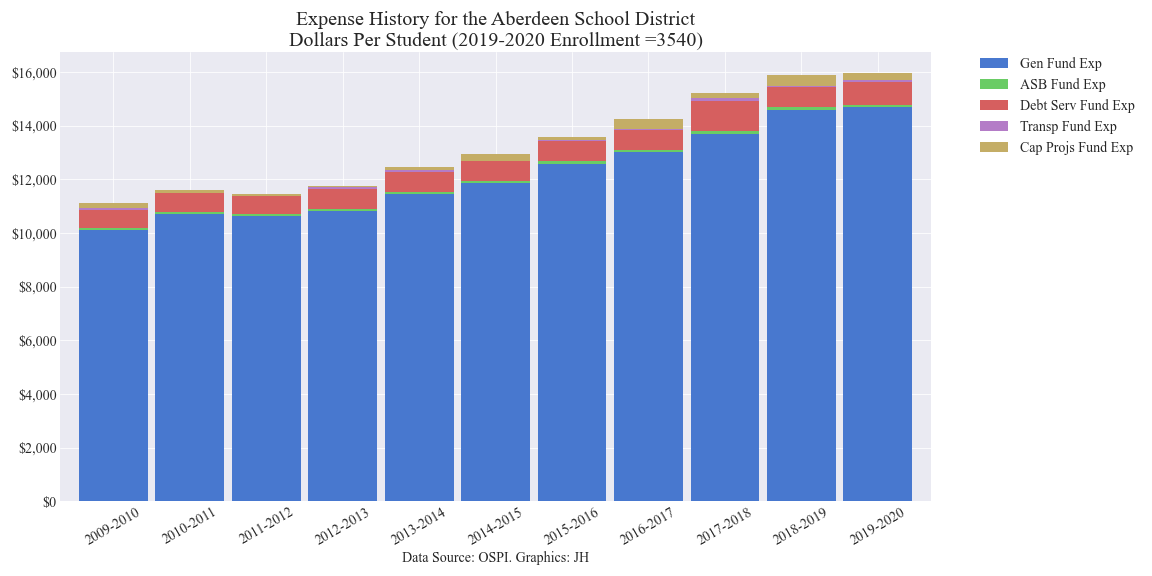 Expense History for the Aberdeen School District
Dollars Per Student (2019-2020 Enrollment =3540)
$16,000
$14,000
$12,000
$10,000
$8,000
$6,000
$4,000
$2,000
$0
2009-2010
2010-2011
2011-2012
2012-2013
2013-2014
2014-2015
2015-2016
2016-2017
2017-2018
2018-2019
2019-2020
Data Source: OSPI. Graphics: JH
Gen Fund Exp
ASB Fund Exp
Debt Serv Fund Exp
Transp Fund Exp
Cap Projs Fund Exp